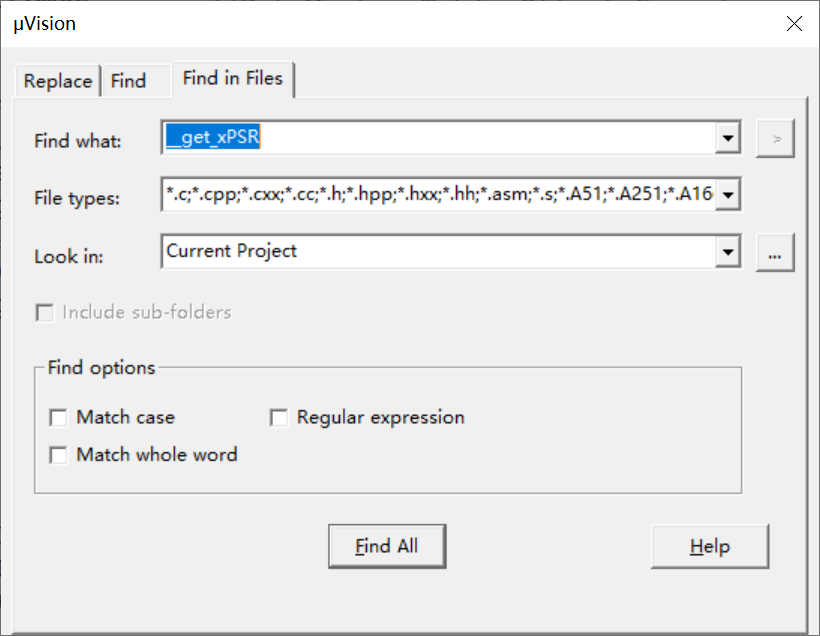 μVision
Replace Find Find in Files
Find what: __get_xPSR >
File types: *.c;*.cpp;*.cxx;*.cc;*.h;*.hpp;*.hxx;*.hh;*.asm;*.s;*.A51;*.A251;*.A16
Look in: Current Project ...
Include sub-folders
Find options
Match case Regular expression
Match whole word
Find All Help